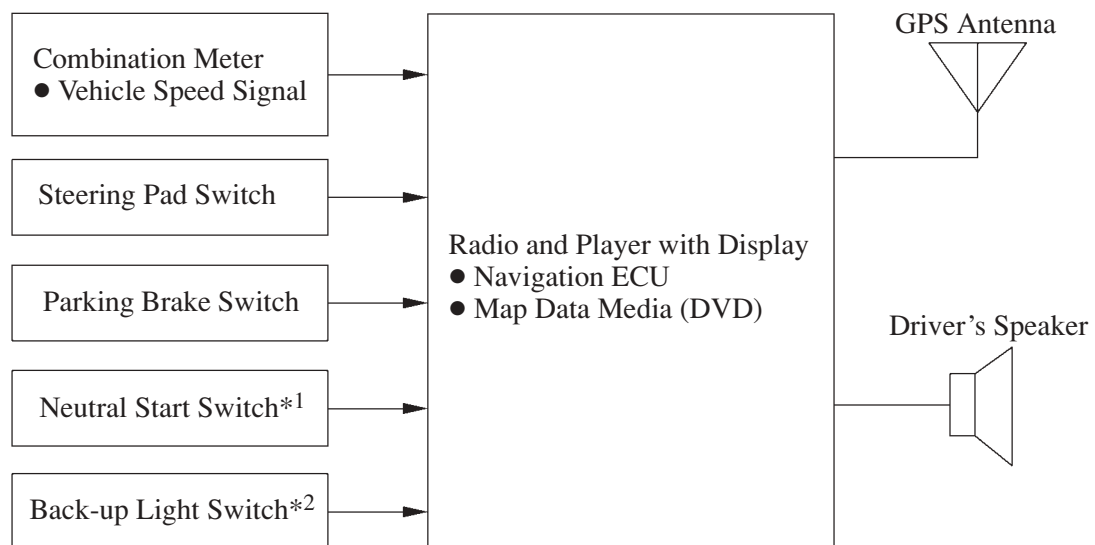 Combination Meter
● Vehicle Speed Signal
Steering Pad Switch
Parking Brake Switch
Neutral Start Switch*1
Back-up Light Switch*2
Radio and Player with Display
● Navigation ECU
● Map Data Media (DVD)
GPS Antenna
Driver's Speaker